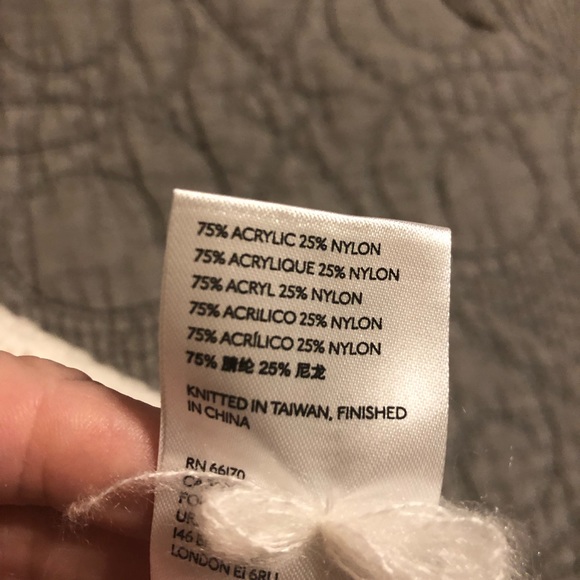 75% ACRYLIC 25% NYLON
75% ACRYLIQUE 25% NYLON
75% ACRYL 25% NYLON
75% ACRILICO 25% NYLON
75% ACRÍLICO 25% NYLON
75% 腈纶 25% 尼龙
KNITTED IN TAIWAN, FINISHED
IN CHINA
RN 66170
146
LONDON E1 6RU